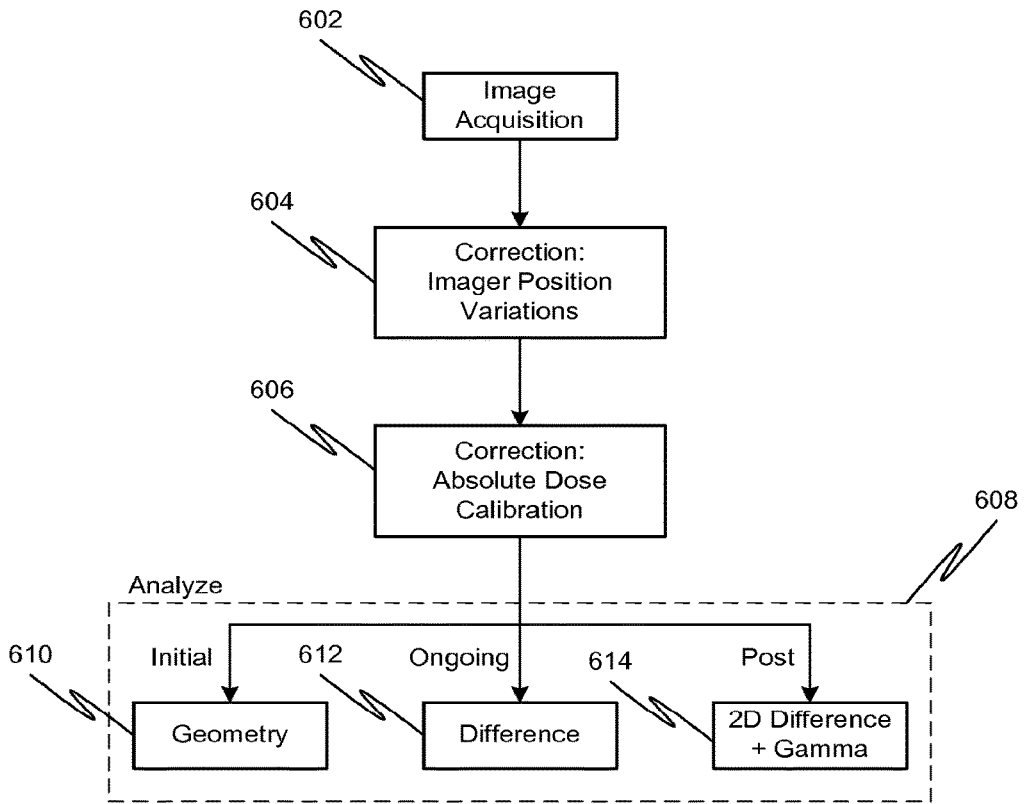 602
Image
Acquisition
604
Correction:
Imager Position
Variations
606
Correction:
Absolute Dose
Calibration
608
Analyze
610
Initial
612
Ongoing
614
Post
Geometry
Difference
2D Difference
+ Gamma